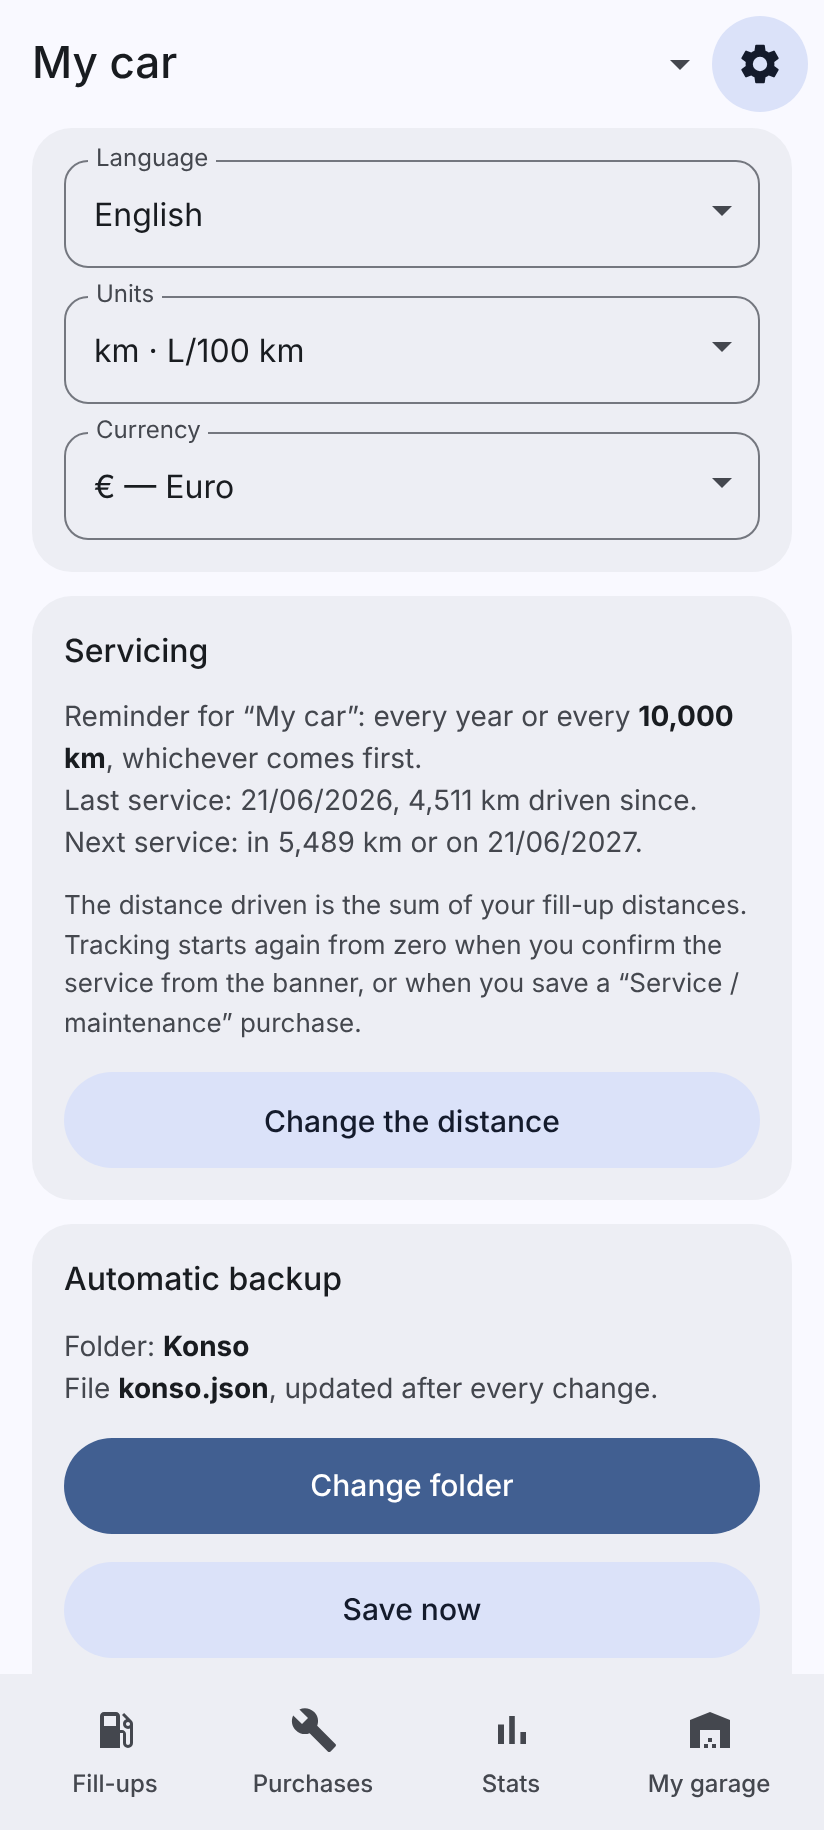 My car
Language
English
Units
km · L/100 km
Currency
€ — Euro
Servicing
Reminder for “My car”: every year or every 10,000
km, whichever comes first.
Last service: 21/06/2026, 4,511 km driven since.
Next service: in 5,489 km or on 21/06/2027.
The distance driven is the sum of your fill-up distances.
Tracking starts again from zero when you confirm the
service from the banner, or when you save a “Service /
maintenance” purchase.
Change the distance
Automatic backup
Folder: Konso
File konso.json, updated after every change.
Change folder
Save now
Fill-ups
Purchases
Stats
My garage